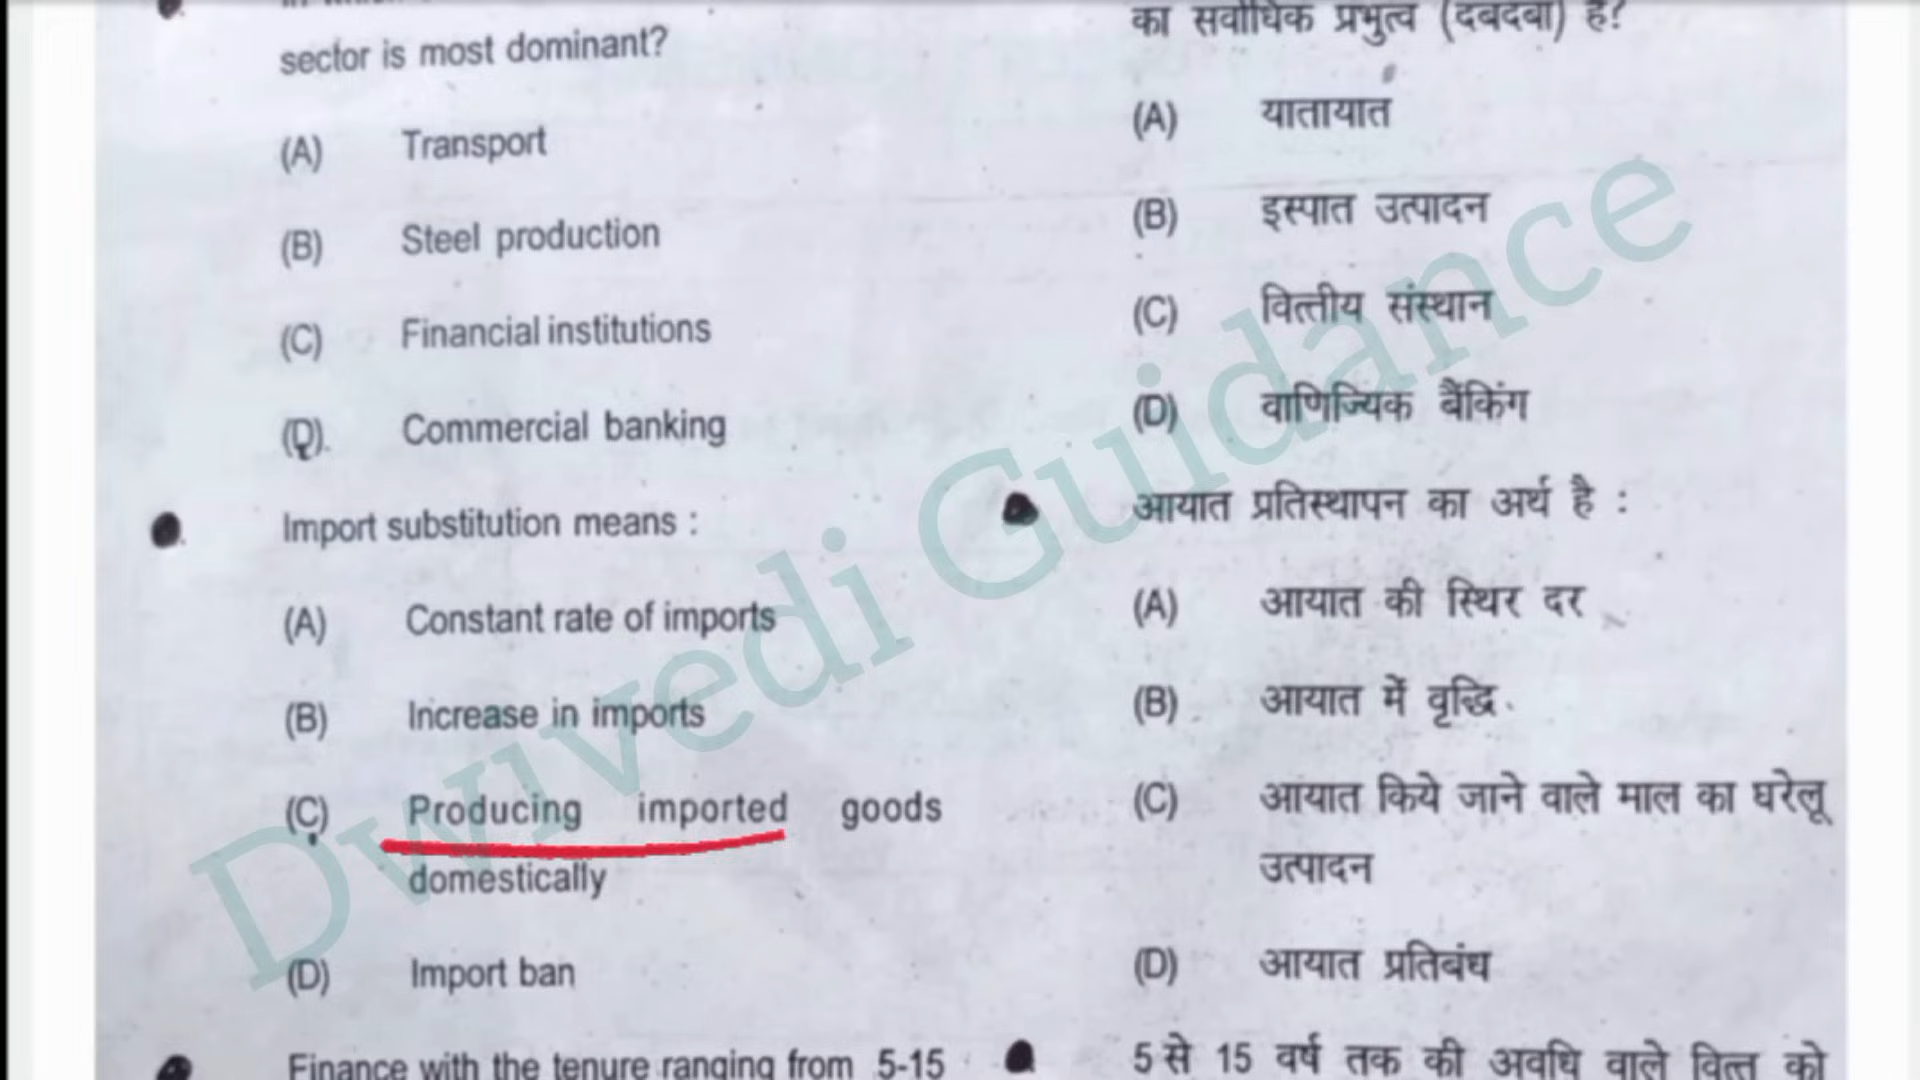 sector is most dominant?
(A) Transport
(B) Steel production
(C) Financial institutions
(D) Commercial banking
Import substitution means :
(A) Constant rate of imports
(B) Increase in imports
(C) Producing imported goods
domestically
(D) Import ban
Finance with the tenure ranging from 5-15
का सर्वाधिक प्रभुत्व (दबदबा) है?
(A) यातायात
(B) इस्पात उत्पादन
(C) वित्तीय संस्थान
(D) वाणिज्यिक बैंकिंग
आयात प्रतिस्थापन का अर्थ है :
(A) आयात की स्थिर दर
(B) आयात में वृद्धि
(C) आयात किये जाने वाले माल का घरेलू
उत्पादन
(D) आयात प्रतिबंध
5 से 15 वर्ष तक की अवधि वाले वित्त को
Dwivedi Guidance